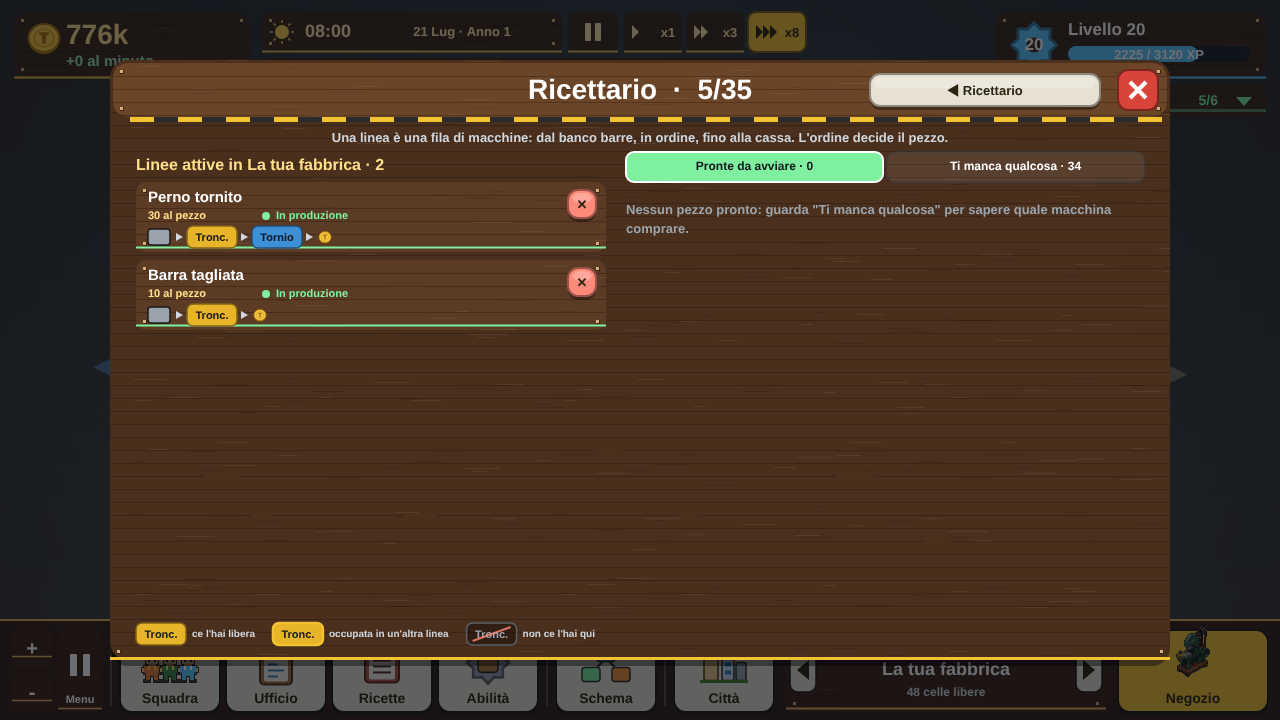 776k
+0 al minuto
08:00
21 Lug · Anno 1
x1
x3
x8
20
Livello 20
2225 / 3120 XP
5/6
Ricettario · 5/35
Ricettario
Una linea è una fila di macchine: dal banco barre, in ordine, fino alla cassa. L'ordine decide il pezzo.
Linee attive in La tua fabbrica · 2
Pronte da avviare · 0
Ti manca qualcosa · 34
Perno tornito
30 al pezzo
In produzione
Tronc.
Tornio
Nessun pezzo pronto: guarda "Ti manca qualcosa" per sapere quale macchina
comprare.
Barra tagliata
10 al pezzo
In produzione
Tronc.
Tronc.
ce l'hai libera
Tronc.
occupata in un'altra linea
Tronc.
non ce l'hai qui
+
-
Menu
Squadra
Ufficio
Ricette
Abilità
Schema
Città
La tua fabbrica
48 celle libere
Negozio